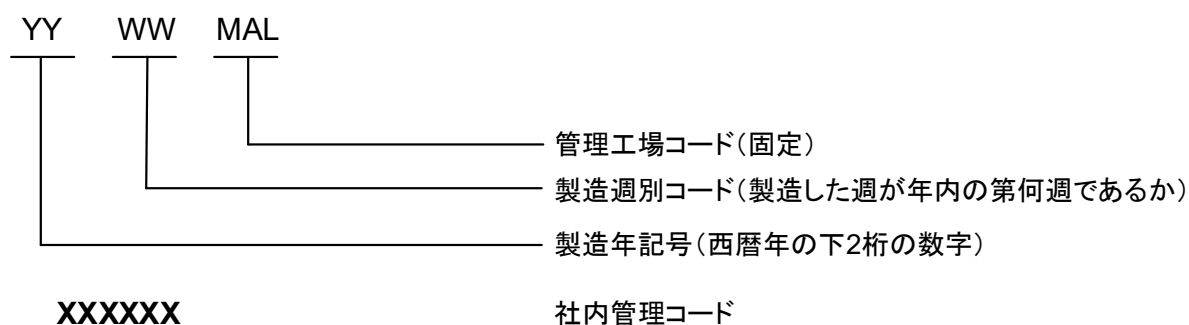 YY WW MAL
管理工場コード(固定)
製造週別コード(製造した週が年内の第何週であるか)
製造年記号(西暦年の下2桁の数字)
XXXXXX 社内管理コード